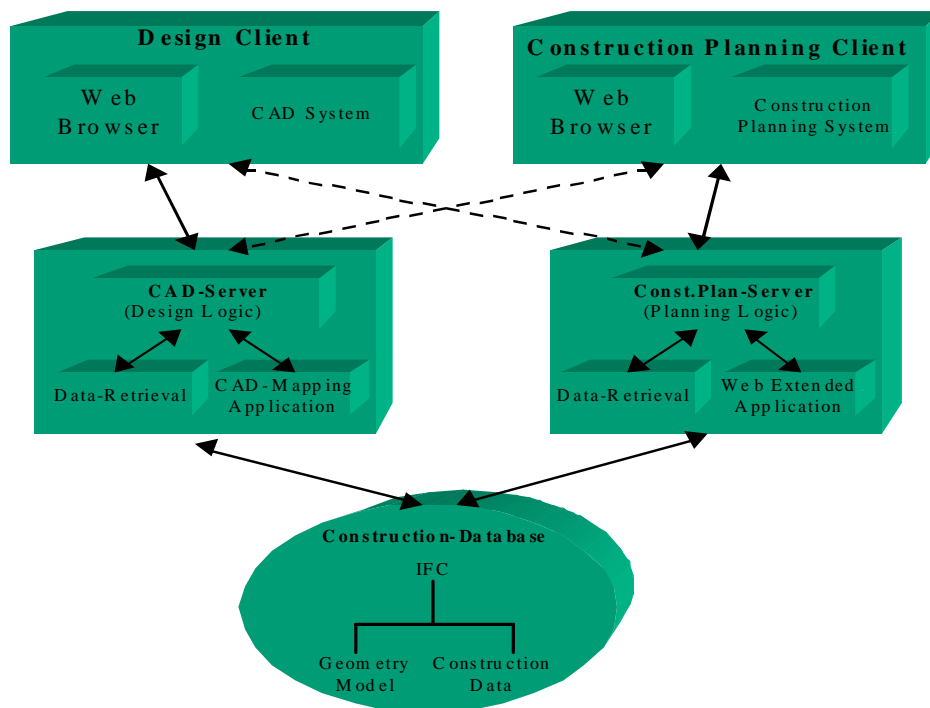 Design Client
Web
Browser
CAD System
Construction Planning Client
Web
Browser
Construction
Planning System
CAD-Server
(Design Logic)
Data-Retrieval
CAD-Mapping
Application
Const.Plan-Server
(Planning Logic)
Data-Retrieval
Web Extended
Application
Construction-Database
IFC
Geometry
Model
Construction
Data